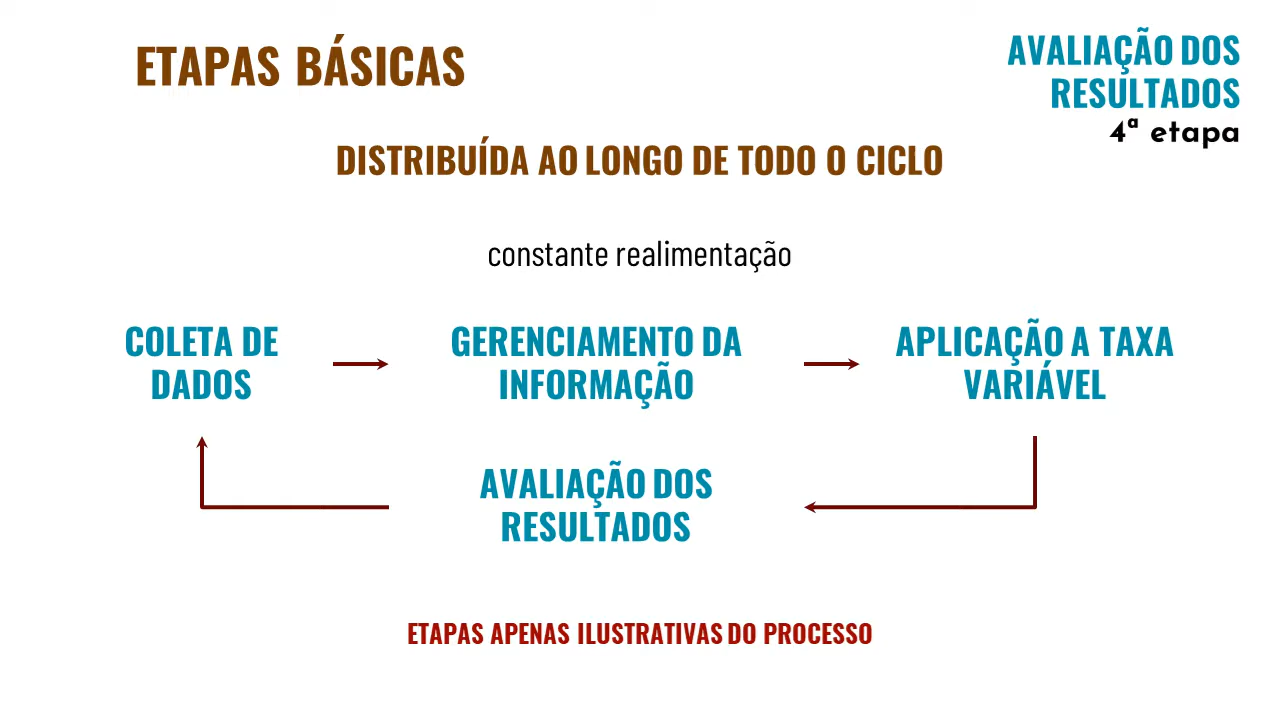 ETAPAS BÁSICAS
AVALIAÇÃO DOS
RESULTADOS
4ª etapa
DISTRIBUÍDA AO LONGO DE TODO O CICLO
constante realimentação
COLETA DE
DADOS
GERENCIAMENTO DA
INFORMAÇÃO
APLICAÇÃO A TAXA
VARIÁVEL
AVALIAÇÃO DOS
RESULTADOS
ETAPAS APENAS ILUSTRATIVAS DO PROCESSO